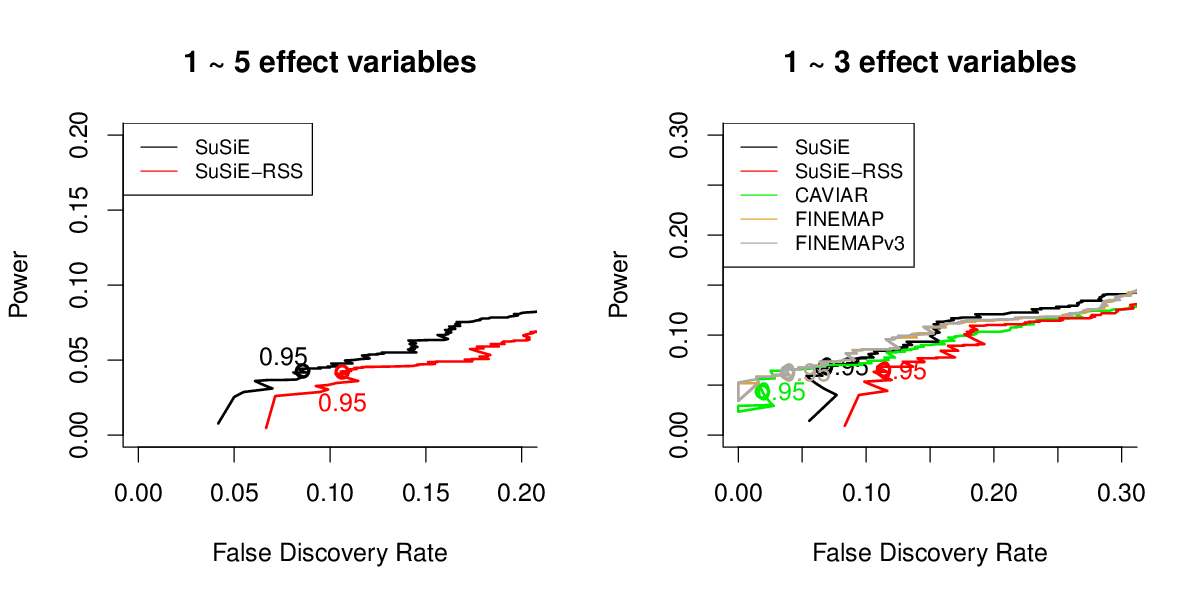 1 ~ 5 effect variables
SuSiE
SuSiE−RSS
0.95
0.95
0.00
0.05
0.10
0.15
0.20
Power
0.00
0.05
0.10
0.15
0.20
False Discovery Rate
1 ~ 3 effect variables
SuSiE
SuSiE−RSS
CAVIAR
FINEMAP
FINEMAPv3
0.95
0.95
0.95
0.00
0.10
0.20
0.30
Power
0.00
0.10
0.20
0.30
False Discovery Rate